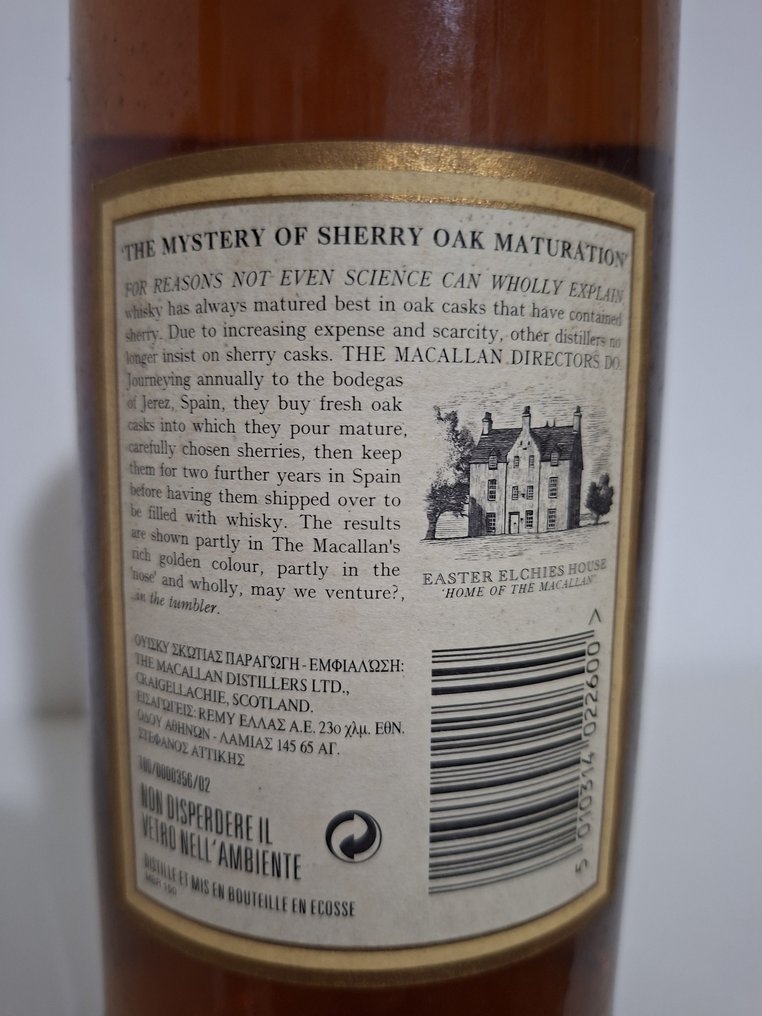 'THE MYSTERY OF SHERRY OAK MATURATION'
FOR REASONS NOT EVEN SCIENCE CAN WHOLLY EXPLAIN
whisky has always matured best in oak casks that have contained
sherry. Due to increasing expense and scarcity, other distillers no
longer insist on sherry casks. THE MACALLAN DIRECTORS DO.
Journeying annually to the bodegas
of Jerez, Spain, they buy fresh oak
casks into which they pour mature,
carefully chosen sherries, then keep
them for two further years in Spain
before having them shipped over to
be filled with whisky. The results
are shown partly in The Macallan's
rich golden colour, partly in the
'nose' and wholly, may we venture?,
...in the tumbler.
EASTER ELCHIES HOUSE
'HOME OF THE MACALLAN'
ΟΥΙΣΚΥ ΣΚΩΤΙΑΣ ΠΑΡΑΓΩΓΗ - ΕΜΦΙΑΛΩΣΗ:
THE MACALLAN DISTILLERS LTD.,
CRAIGELLACHIE, SCOTLAND.
ΕΙΣΑΓΩΓΕΙΣ: REMY ΕΛΛΑΣ Α.Ε. 23ο χλμ. ΕΘΝ.
ΟΔΟΥ ΑΘΗΝΩΝ - ΛΑΜΙΑΣ 145 65 ΑΓ.
ΣΤΕΦΑΝΟΣ ΑΤΤΙΚΗΣ
100/0000356/02
NON DISPERDERE IL
VETRO NELL'AMBIENTE
DISTILLE ET MIS EN BOUTEILLE EN ECOSSE
5 010314 022600 >